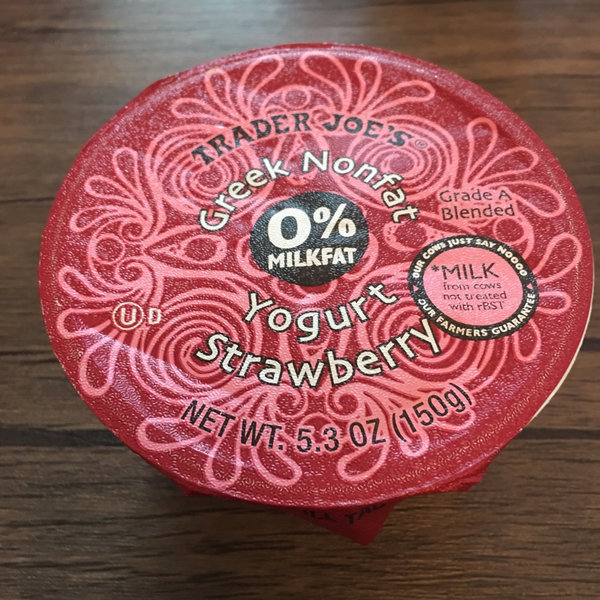 TRADER JOE'S®
Greek Nonfat
0%
MILKFAT
Yogurt
Strawberry
Grade A
Blended
OUR COWS JUST SAY NOOOO
*MILK
from cows
not treated
with rBST
OUR FARMERS' GUARANTEE
U D
NET WT. 5.3 OZ (150g)